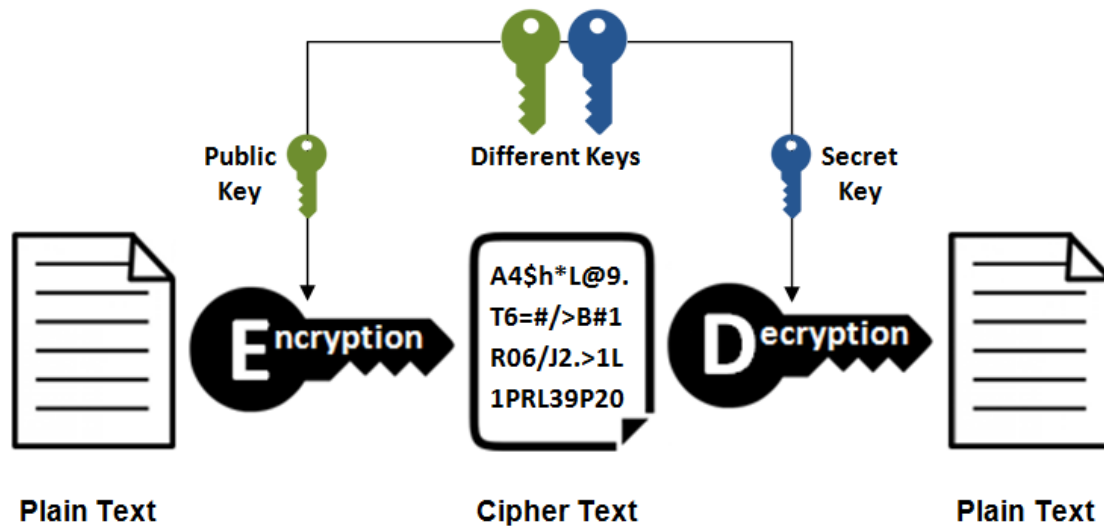 Public
Key
Different Keys
Secret
Key
Encryption
A4$h*L@9.
T6=#/>B#1
R06/J2.>1L
1PRL39P20
Decryption
Plain Text
Cipher Text
Plain Text